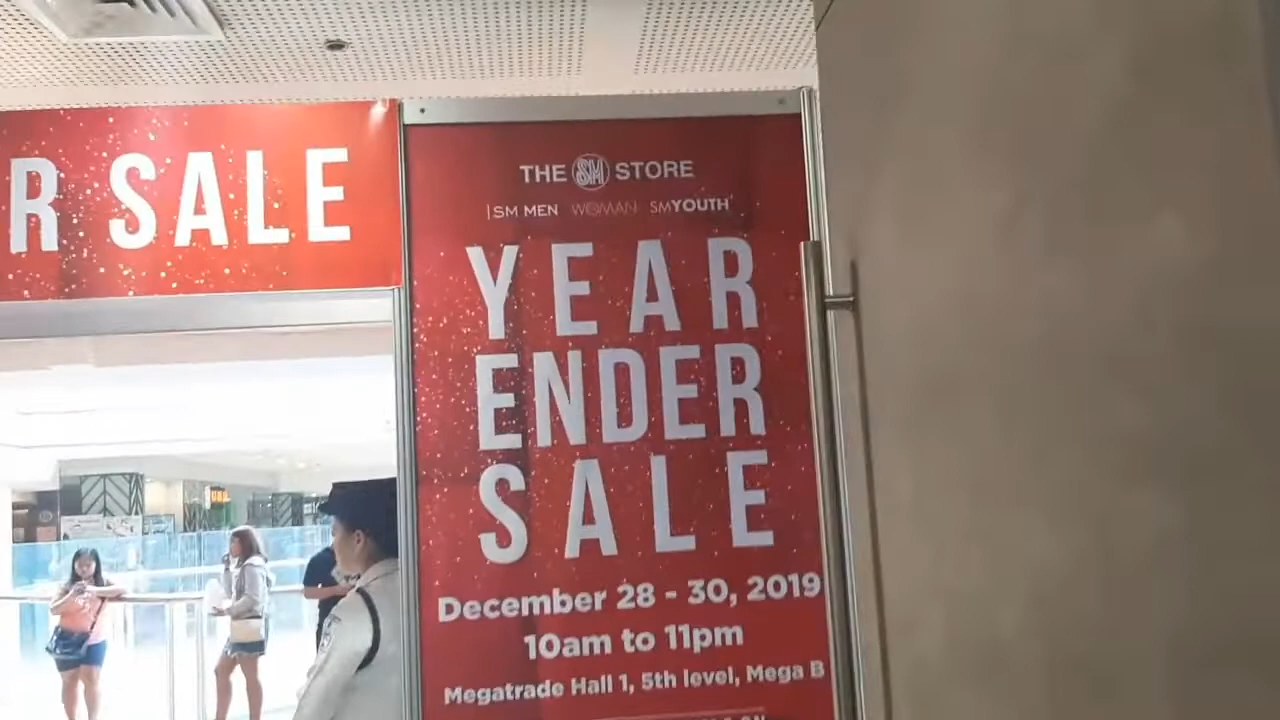 R SALE
THE SM STORE
SM MEN WOMAN SMYOUTH
YEAR
ENDER
SALE
December 28 - 30, 2019
10am to 11pm
Megatrade Hall 1, 5th level, Mega B